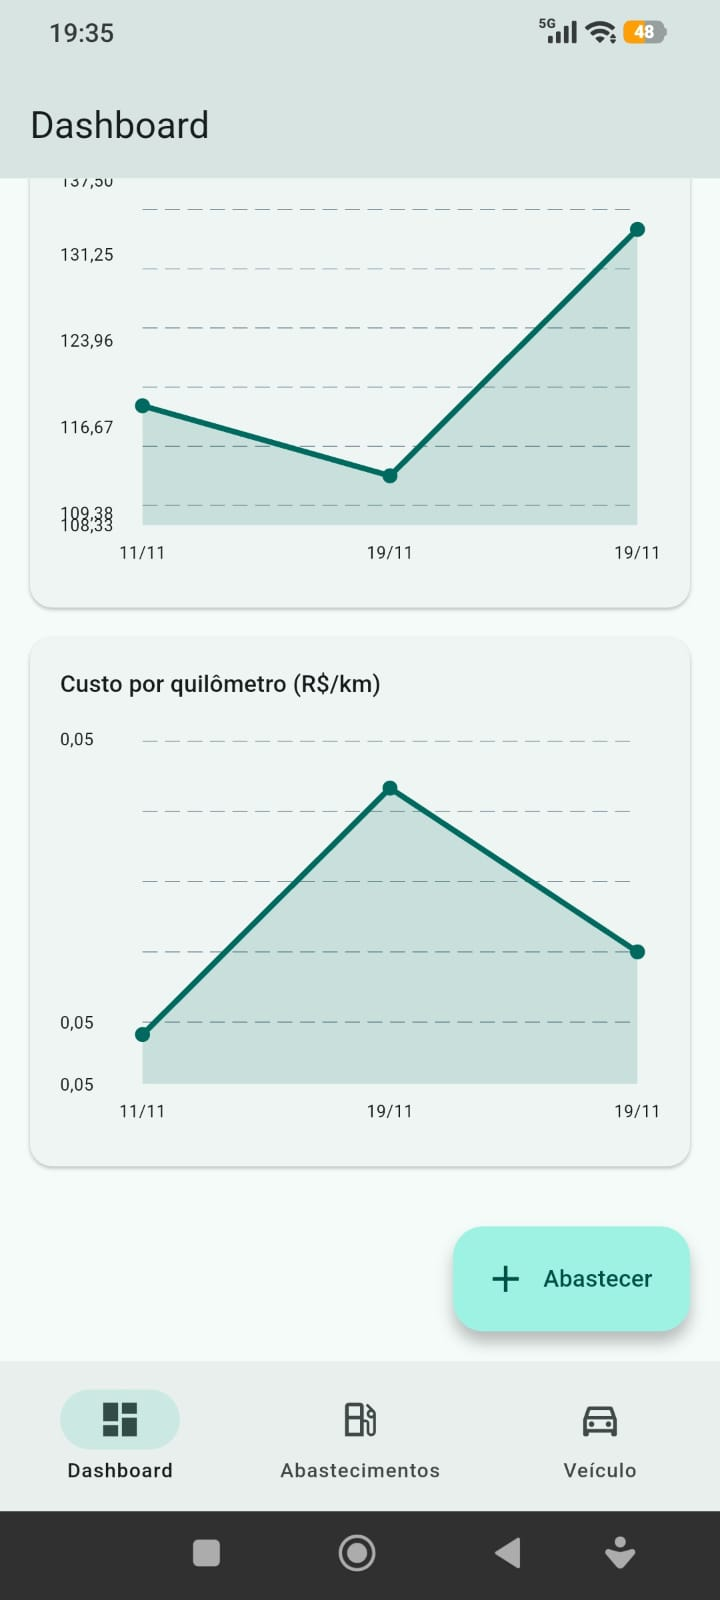 19:35
5G
48
Dashboard
137,50
131,25
123,96
116,67
109,38
108,33
11/11 19/11 19/11
Custo por quilômetro (R$/km)
0,05
0,05
0,05
11/11 19/11 19/11
+ Abastecer
Dashboard Abastecimentos Veículo